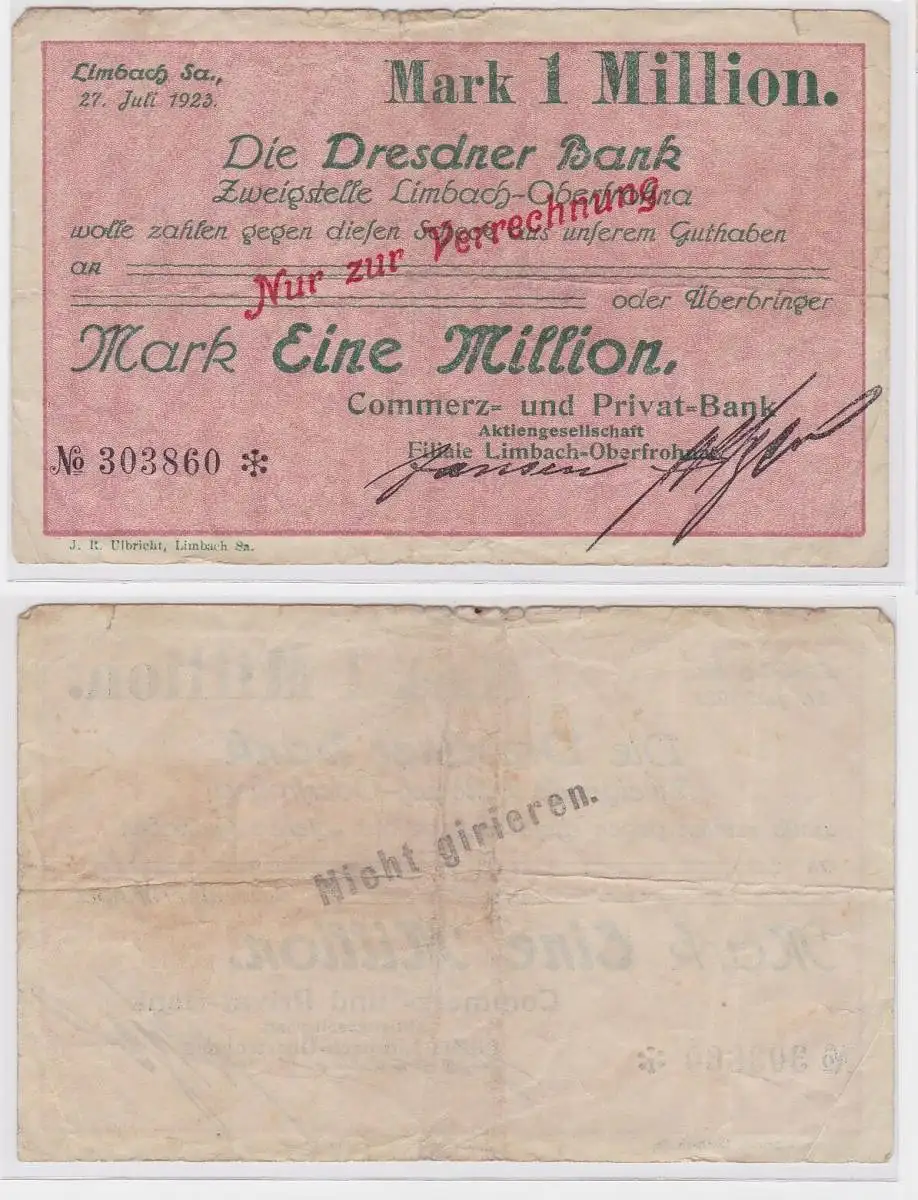 Limbach Sa.,
27. Juli 1923.
Mark 1 Million.
Die Dresdner Bank
Zweigstelle Limbach-Oberfrohna
wolle zahlen gegen diesen Scheck aus unserem Guthaben
an
oder Überbringer
Nur zur Verrechnung
Mark Eine Million.
Commerz- und Privat-Bank
Aktiengesellschaft
Filiale Limbach-Oberfrohna
Jansen
№ 303860 *
J. R. Ulbricht, Limbach Sa.
Nicht girieren.